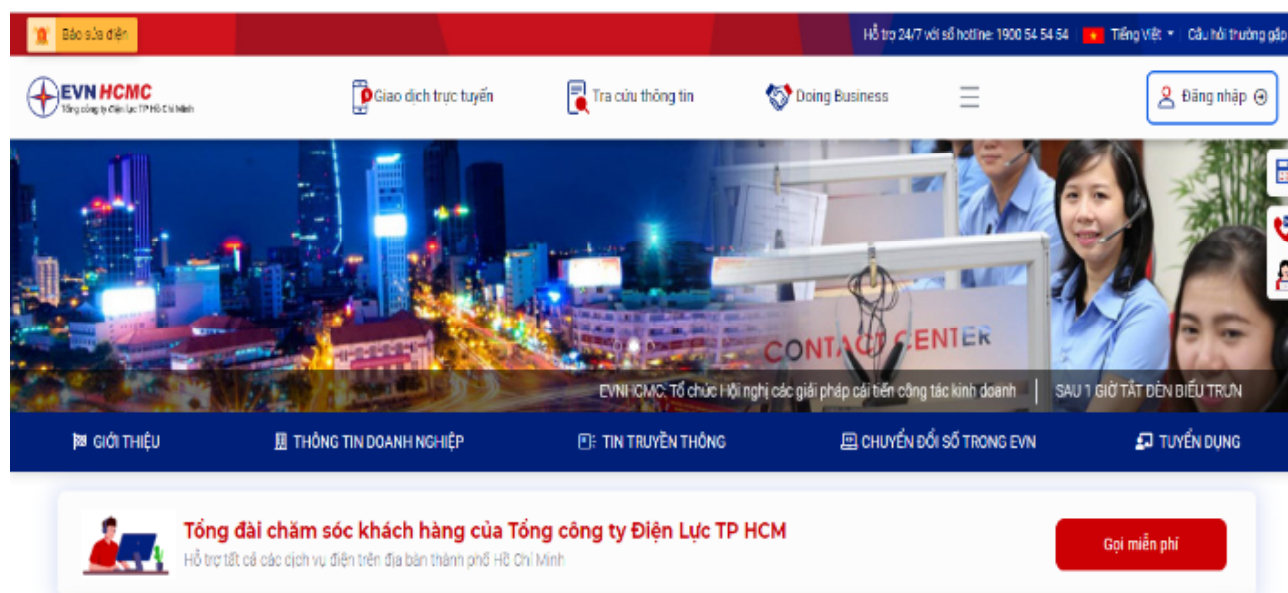 Báo sửa điện
Hỗ trợ 24/7 với số hotline: 1900 54 54 54
Tiếng Việt
Câu hỏi thường gặp
EVN HCMC
Tổng công ty Điện lực TP Hồ Chí Minh
Giao dịch trực tuyến
Tra cứu thông tin
Doing Business
Đăng nhập
CONTACT CENTER
EVNHCMC: Tổ chức Hội nghị các giải pháp cải tiến công tác kinh doanh
SAU 1 GIỜ TẮT ĐÈN BIỂU TRƯN
GIỚI THIỆU
THÔNG TIN DOANH NGHIỆP
TIN TRUYỀN THÔNG
CHUYỂN ĐỔI SỐ TRONG EVN
TUYỂN DỤNG
Tổng đài chăm sóc khách hàng của Tổng công ty Điện Lực TP HCM
Hỗ trợ tất cả các dịch vụ điện trên địa bàn thành phố Hồ Chí Minh
Gọi miễn phí